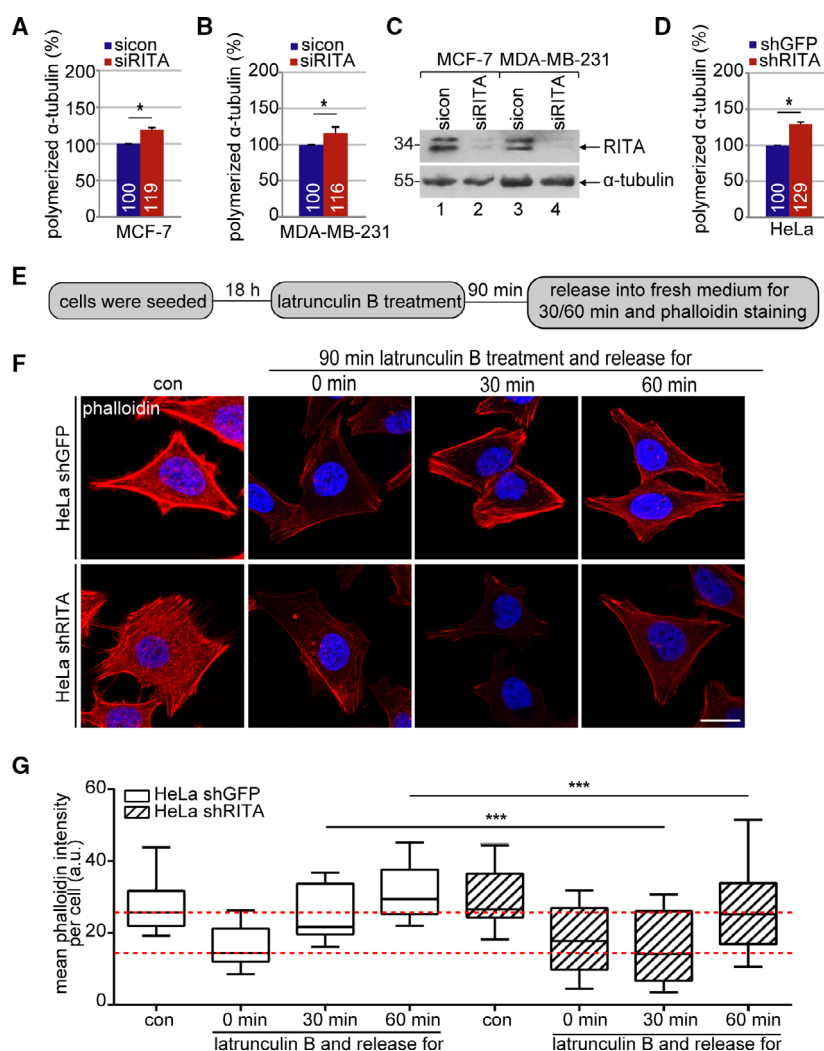 A
polymerized α-tubulin (%)
sicon
siRITA
200
150
100
50
0
*
100
119
MCF-7
B
polymerized α-tubulin (%)
sicon
siRITA
200
150
100
50
0
*
100
116
MDA-MB-231
C
MCF-7 MDA-MB-231
sicon
siRITA
sicon
siRITA
34
RITA
55
α-tubulin
1 2 3 4
D
polymerized α-tubulin (%)
shGFP
shRITA
200
150
100
50
0
*
100
129
HeLa
E
cells were seeded
18 h
latrunculin B treatment
90 min
release into fresh medium for
30/60 min and phalloidin staining
F
90 min latrunculin B treatment and release for
con 0 min 30 min 60 min
phalloidin
HeLa shGFP
HeLa shRITA
G
mean phalloidin intensity
per cell (a.u.)
60
40
20
0
HeLa shGFP
HeLa shRITA
***
***
con 0 min 30 min 60 min con 0 min 30 min 60 min
latrunculin B and release for latrunculin B and release for